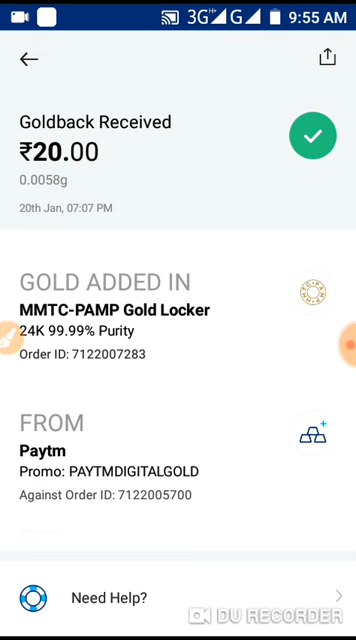 3G H+ G 9:55 AM
Goldback Received
₹20.00
0.0058g
20th Jan, 07:07 PM
GOLD ADDED IN
MMTC-PAMP Gold Locker
24K 99.99% Purity
Order ID: 7122007283
FROM
Paytm
Promo: PAYTMDIGITALGOLD
Against Order ID: 7122005700
Need Help?
DU RECORDER